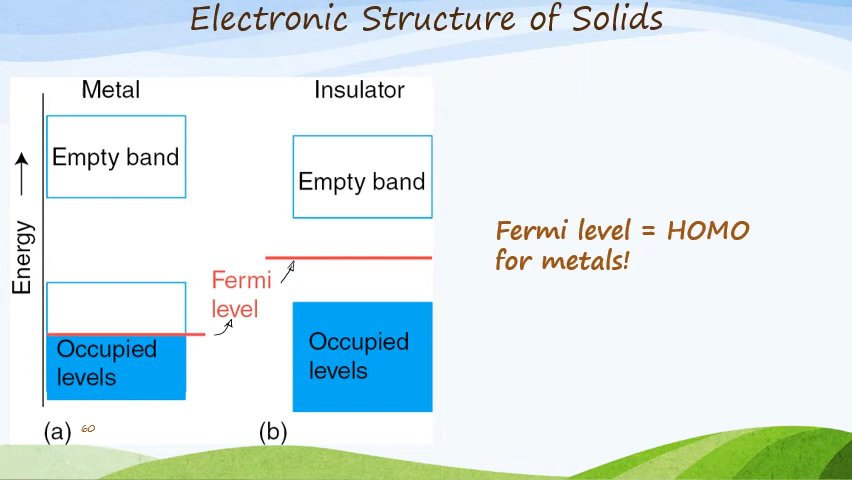 Electronic Structure of Solids
Metal
Insulator
Empty band
Empty band
Energy
Fermi
level
Occupied
levels
Occupied
levels
(a) 60
(b)
Fermi level = HOMO
for metals!